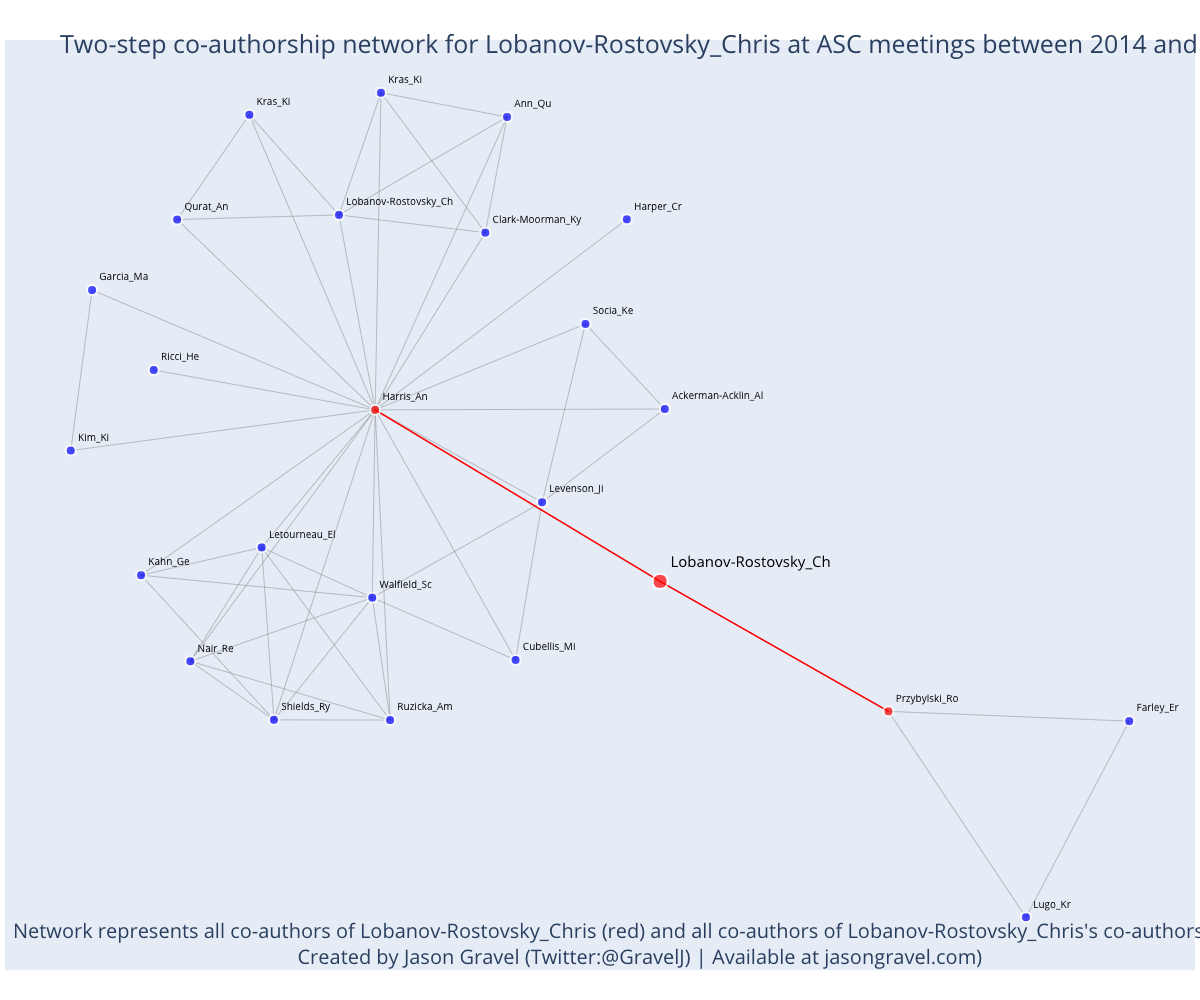 Two-step co-authorship network for Lobanov-Rostovsky_Chris at ASC meetings between 2014 and
Kras_Ki
Kras_Ki
Ann_Qu
Lobanov-Rostovsky_Ch
Qurat_An
Harper_Cr
Clark-Moorman_Ky
Garcia_Ma
Socia_Ke
Ricci_He
Harris_An
Ackerman-Acklin_Al
Kim_Ki
Levenson_Ji
Letourneau_El
Kahn_Ge
Lobanov-Rostovsky_Ch
Walfield_Sc
Nair_Re
Cubellis_Mi
Przybylski_Ro
Shields_Ry
Ruzicka_Am
Farley_Er
Lugo_Kr
Network represents all co-authors of Lobanov-Rostovsky_Chris (red) and all co-authors of Lobanov-Rostovsky_Chris's co-authors
Created by Jason Gravel (Twitter:@GravelJ) | Available at jasongravel.com)